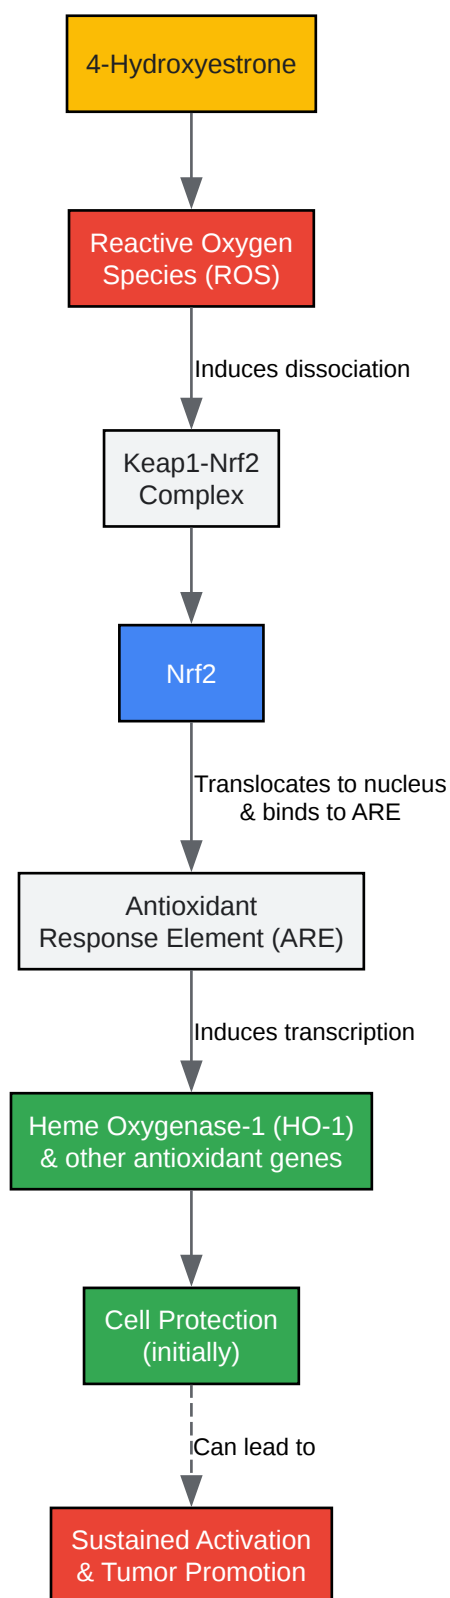 4-Hydroxyestrone
Reactive Oxygen
Species (ROS)
Induces dissociation
Keap1-Nrf2
Complex
Nrf2
Translocates to nucleus
& binds to ARE
Antioxidant
Response Element (ARE)
Induces transcription
Heme Oxygenase-1 (HO-1)
& other antioxidant genes
Cell Protection
(initially)
Can lead to
Sustained Activation
& Tumor Promotion